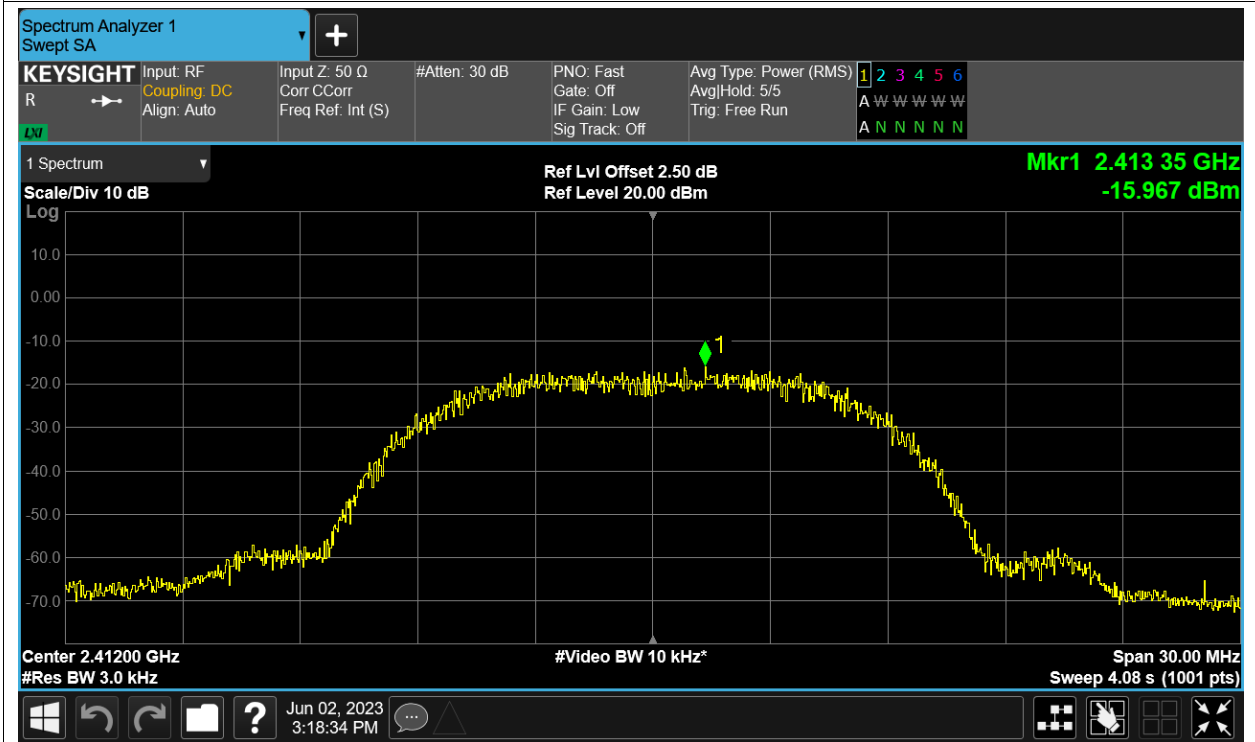 Spectrum Analyzer 1
Swept SA
+
KEYSIGHT
R
LXI
Input: RF
Coupling: DC
Align: Auto
Input Z: 50 Ω
Corr CCorr
Freq Ref: Int (S)
#Atten: 30 dB
PNO: Fast
Gate: Off
IF Gain: Low
Sig Track: Off
Avg Type: Power (RMS)
Avg|Hold: 5/5
Trig: Free Run
1 2 3 4 5 6
A W W W W W
A N N N N N
1 Spectrum
Scale/Div 10 dB
Log
Ref Lvl Offset 2.50 dB
Ref Level 20.00 dBm
Mkr1 2.413 35 GHz
-15.967 dBm
10.0
0.00
-10.0
-20.0
-30.0
-40.0
-50.0
-60.0
-70.0
1
Center 2.41200 GHz
#Res BW 3.0 kHz
#Video BW 10 kHz*
Span 30.00 MHz
Sweep 4.08 s (1001 pts)
?
Jun 02, 2023
3:18:34 PM